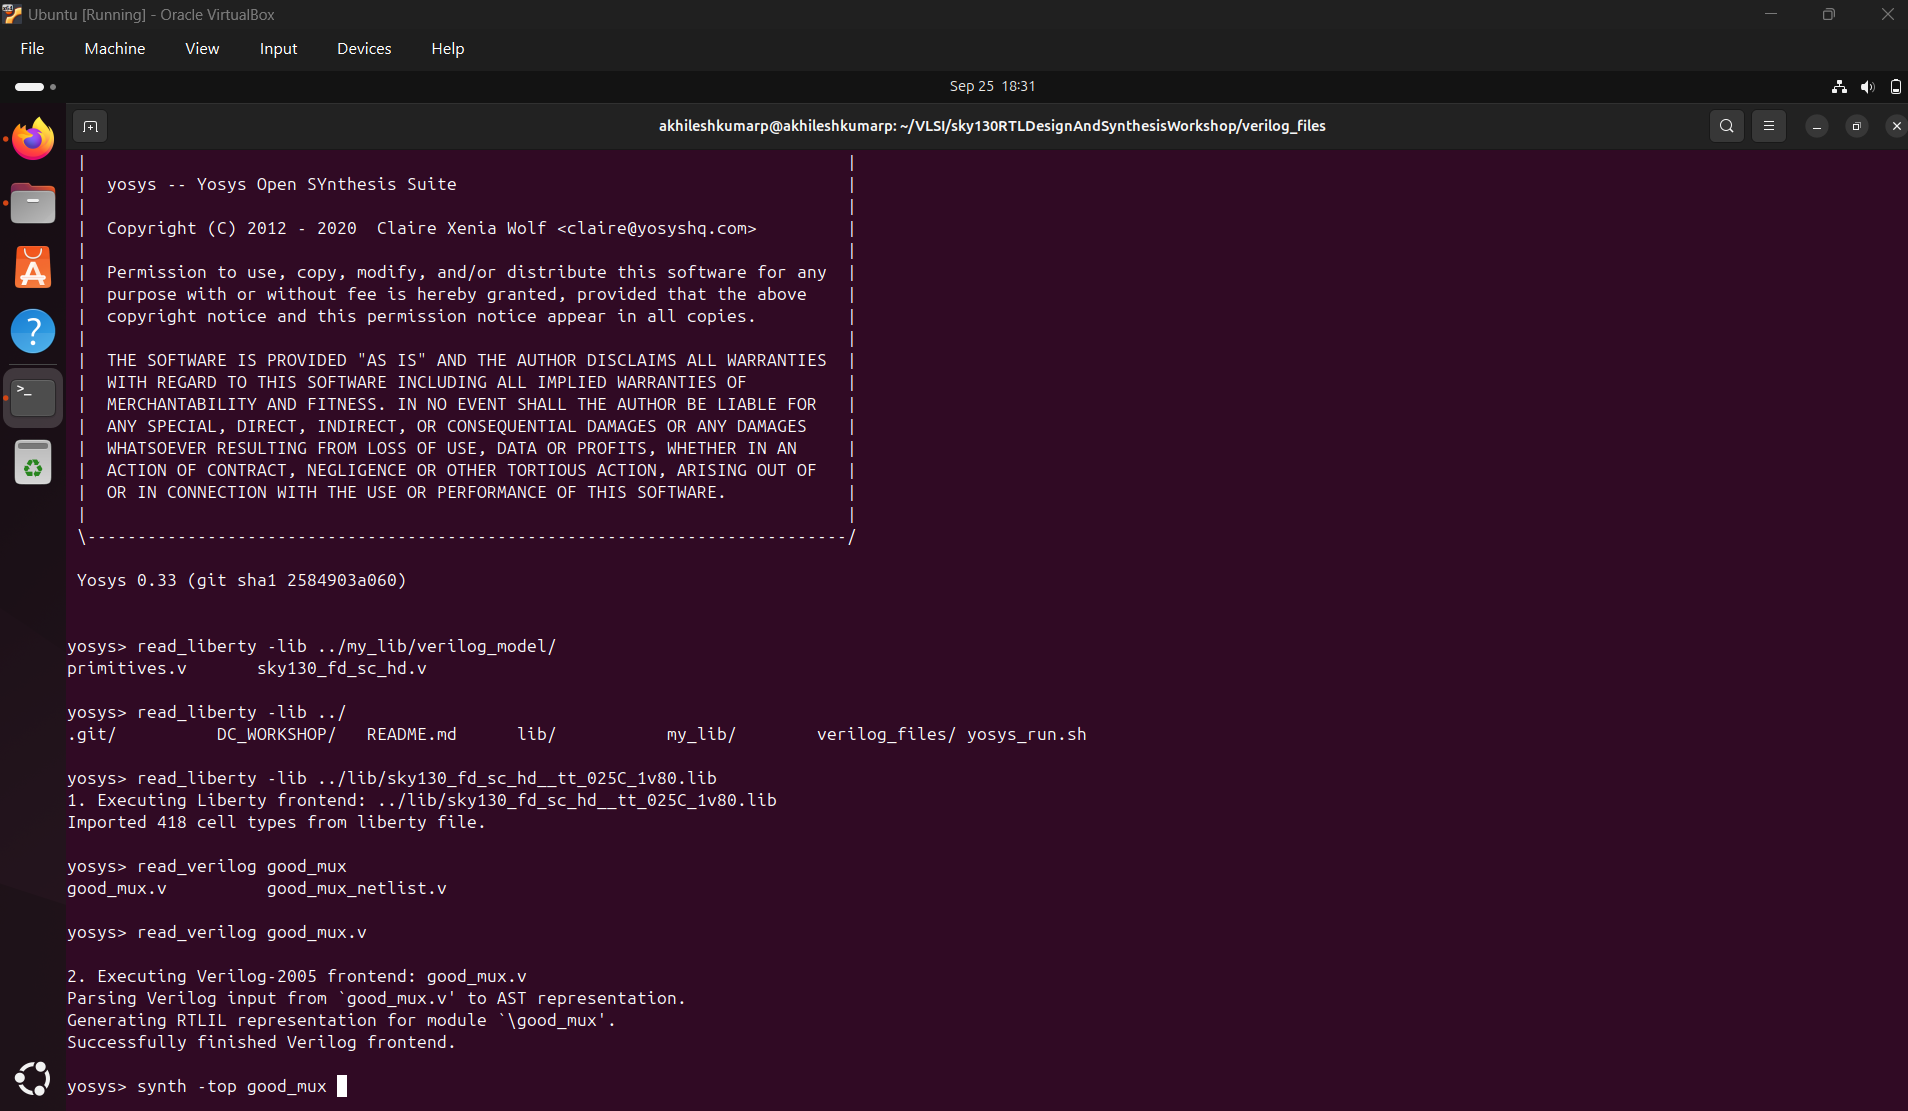 Ubuntu [Running] - Oracle VirtualBox
File Machine View Input Devices Help
Sep 25 18:31
akhileshkumarp@akhileshkumarp: ~/VLSI/sky130RTLDesignAndSynthesisWorkshop/verilog_files
| |
| yosys -- Yosys Open SYnthesis Suite |
| |
| Copyright (C) 2012 - 2020  Claire Xenia Wolf <claire@yosyshq.com> |
| |
| Permission to use, copy, modify, and/or distribute this software for any |
| purpose with or without fee is hereby granted, provided that the above |
| copyright notice and this permission notice appear in all copies. |
| |
| THE SOFTWARE IS PROVIDED "AS IS" AND THE AUTHOR DISCLAIMS ALL WARRANTIES |
| WITH REGARD TO THIS SOFTWARE INCLUDING ALL IMPLIED WARRANTIES OF |
| MERCHANTABILITY AND FITNESS. IN NO EVENT SHALL THE AUTHOR BE LIABLE FOR |
| ANY SPECIAL, DIRECT, INDIRECT, OR CONSEQUENTIAL DAMAGES OR ANY DAMAGES |
| WHATSOEVER RESULTING FROM LOSS OF USE, DATA OR PROFITS, WHETHER IN AN |
| ACTION OF CONTRACT, NEGLIGENCE OR OTHER TORTIOUS ACTION, ARISING OUT OF |
| OR IN CONNECTION WITH THE USE OR PERFORMANCE OF THIS SOFTWARE. |
| |
\----------------------------------------------------------------------------/
Yosys 0.33 (git sha1 2584903a060)
yosys> read_liberty -lib ../my_lib/verilog_model/
primitives.v sky130_fd_sc_hd.v
yosys> read_liberty -lib ../
.git/ DC_WORKSHOP/ README.md lib/ my_lib/ verilog_files/ yosys_run.sh
yosys> read_liberty -lib ../lib/sky130_fd_sc_hd__tt_025C_1v80.lib
1. Executing Liberty frontend: ../lib/sky130_fd_sc_hd__tt_025C_1v80.lib
Imported 418 cell types from liberty file.
yosys> read_verilog good_mux
good_mux.v good_mux_netlist.v
yosys> read_verilog good_mux.v
2. Executing Verilog-2005 frontend: good_mux.v
Parsing Verilog input from `good_mux.v' to AST representation.
Generating RTLIL representation for module `\good_mux'.
Successfully finished Verilog frontend.
yosys> synth -top good_mux